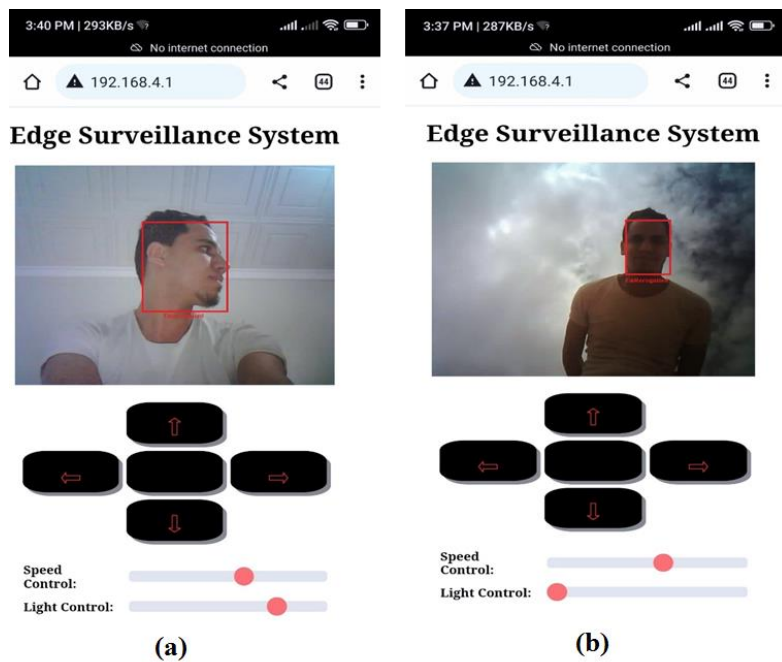 3:40 PM | 293KB/s
No internet connection
192.168.4.1
44
Edge Surveillance System
Speed
Control:
Light Control:
(a)
3:37 PM | 287KB/s
No internet connection
192.168.4.1
44
Edge Surveillance System
Speed
Control:
Light Control:
(b)